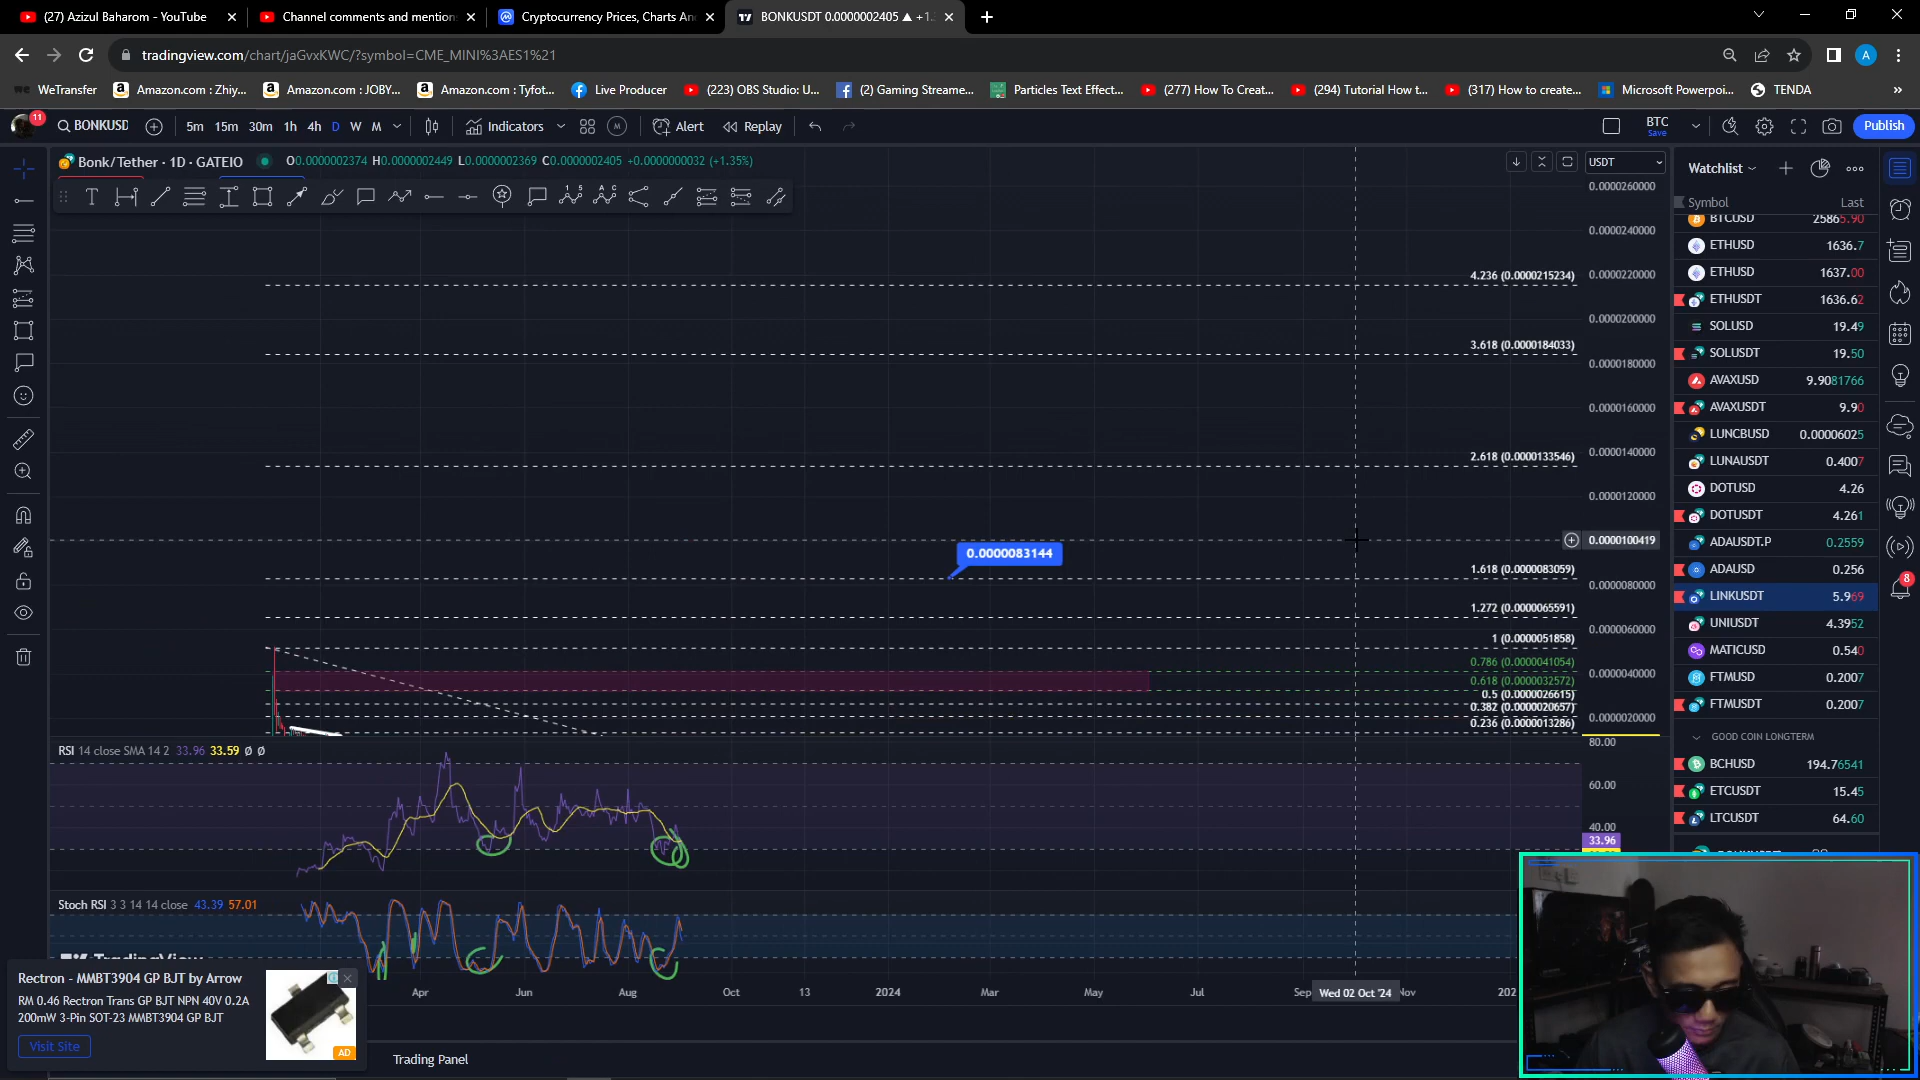 (27) Azizul Baharom - YouTube
Channel comments and mention
Cryptocurrency Prices, Charts An
BONKUSDT 0.0000002405 ▲ +1.
tradingview.com/chart/jaGvxKWC/?symbol=CME_MINI%3AES1%21
A
WeTransfer
Amazon.com : Zhiy...
Amazon.com : JOBY...
Amazon.com : Tyfot...
Live Producer
(223) OBS Studio: U...
(2) Gaming Streame...
Particles Text Effect...
(277) How To Creat...
(294) Tutorial How t...
(317) How to create...
Microsoft Powerpoi...
TENDA
11
BONKUSD
5m 15m 30m 1h 4h D W M
Indicators
Alert
Replay
BTC
Save
Publish
Bonk/Tether · 1D · GATEIO
O0.0000002374 H0.0000002449 L0.0000002369 C0.0000002405 +0.0000000032 (+1.35%)
USDT
0.0000260000
0.0000240000
0.0000220000
0.0000200000
0.0000180000
0.0000160000
0.0000140000
0.0000120000
0.0000100419
0.0000080000
0.0000060000
0.0000040000
0.0000020000
4.236 (0.0000215234)
3.618 (0.0000184033)
2.618 (0.0000133546)
0.0000083144
1.618 (0.0000083059)
1.272 (0.0000065591)
1 (0.0000051858)
0.786 (0.0000041054)
0.618 (0.0000032572)
0.5 (0.0000026615)
0.382 (0.0000020657)
0.236 (0.0000013286)
RSI 14 close SMA 14 2 33.96 33.59 Ø Ø
80.00
60.00
40.00
33.96
Stoch RSI 3 3 14 14 close 43.39 57.01
TradingView
Apr Jun Aug Oct 13 2024 Mar May Jul Sep Wed 02 Oct '24 Nov 202
Trading Panel
Rectron - MMBT3904 GP BJT by Arrow
RM 0.46 Rectron Trans GP BJT NPN 40V 0.2A
200mW 3-Pin SOT-23 MMBT3904 GP BJT
Visit Site
AD
Watchlist
Symbol Last
BTCUSD 25865.90
ETHUSD 1636.7
ETHUSD 1637.00
ETHUSDT 1636.62
SOLUSD 19.49
SOLUSDT 19.50
AVAXUSD 9.9081766
AVAXUSDT 9.90
LUNCBUSD 0.00006025
LUNAUSDT 0.4007
DOTUSD 4.26
DOTUSDT 4.261
ADAUSDT.P 0.2559
ADAUSD 0.256
LINKUSDT 5.969
UNIUSDT 4.3952
MATICUSD 0.540
FTMUSD 0.2007
FTMUSDT 0.2007
GOOD COIN LONGTERM
BCHUSD 194.76541
ETCUSDT 15.45
LTCUSDT 64.60
8